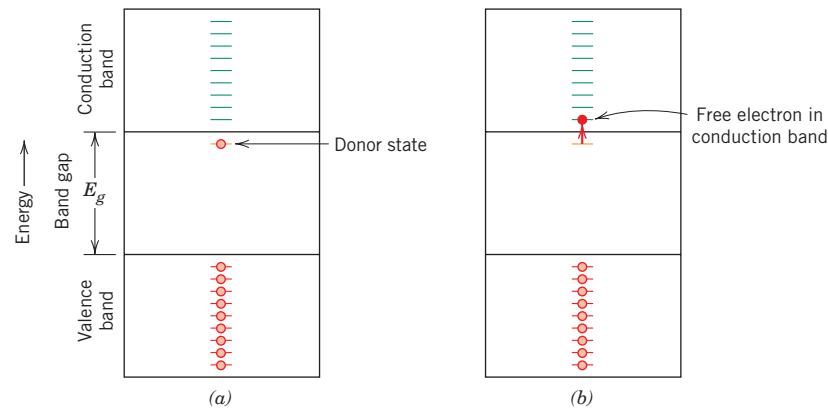 Energy
Conduction
band
Band gap
E_g
Valence
band
Donor state
(a)
Free electron in
conduction band
(b)